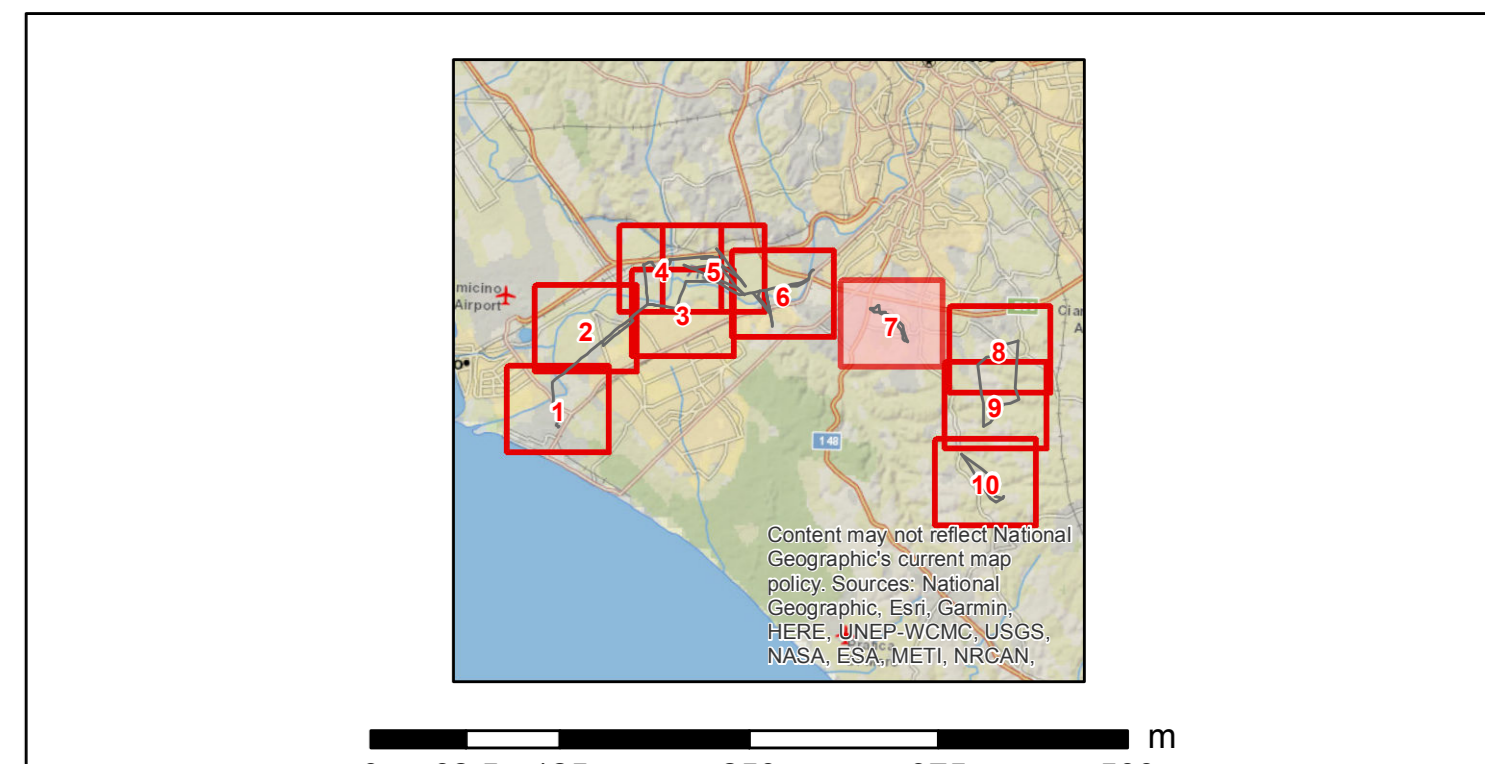 micino
Airport
4
5
6
2
3
7
8
Cia
A
1
9
148
10
Content may not reflect National
Geographic's current map
policy. Sources: National
Geographic, Esri, Garmin,
HERE, UNEP-WCMC, USGS,
NASA, ESA, METI, NRCAN,
m